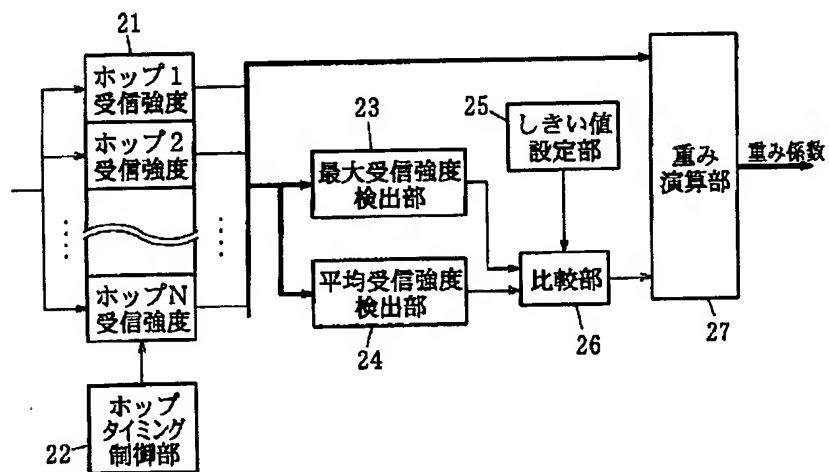 21
ホップ1
受信強度
ホップ2
受信強度
ホップN
受信強度
22
ホップ
タイミング
制御部
23
最大受信強度
検出部
平均受信強度
検出部
24
25
しきい値
設定部
比較部
26
重み
演算部
27
重み係数